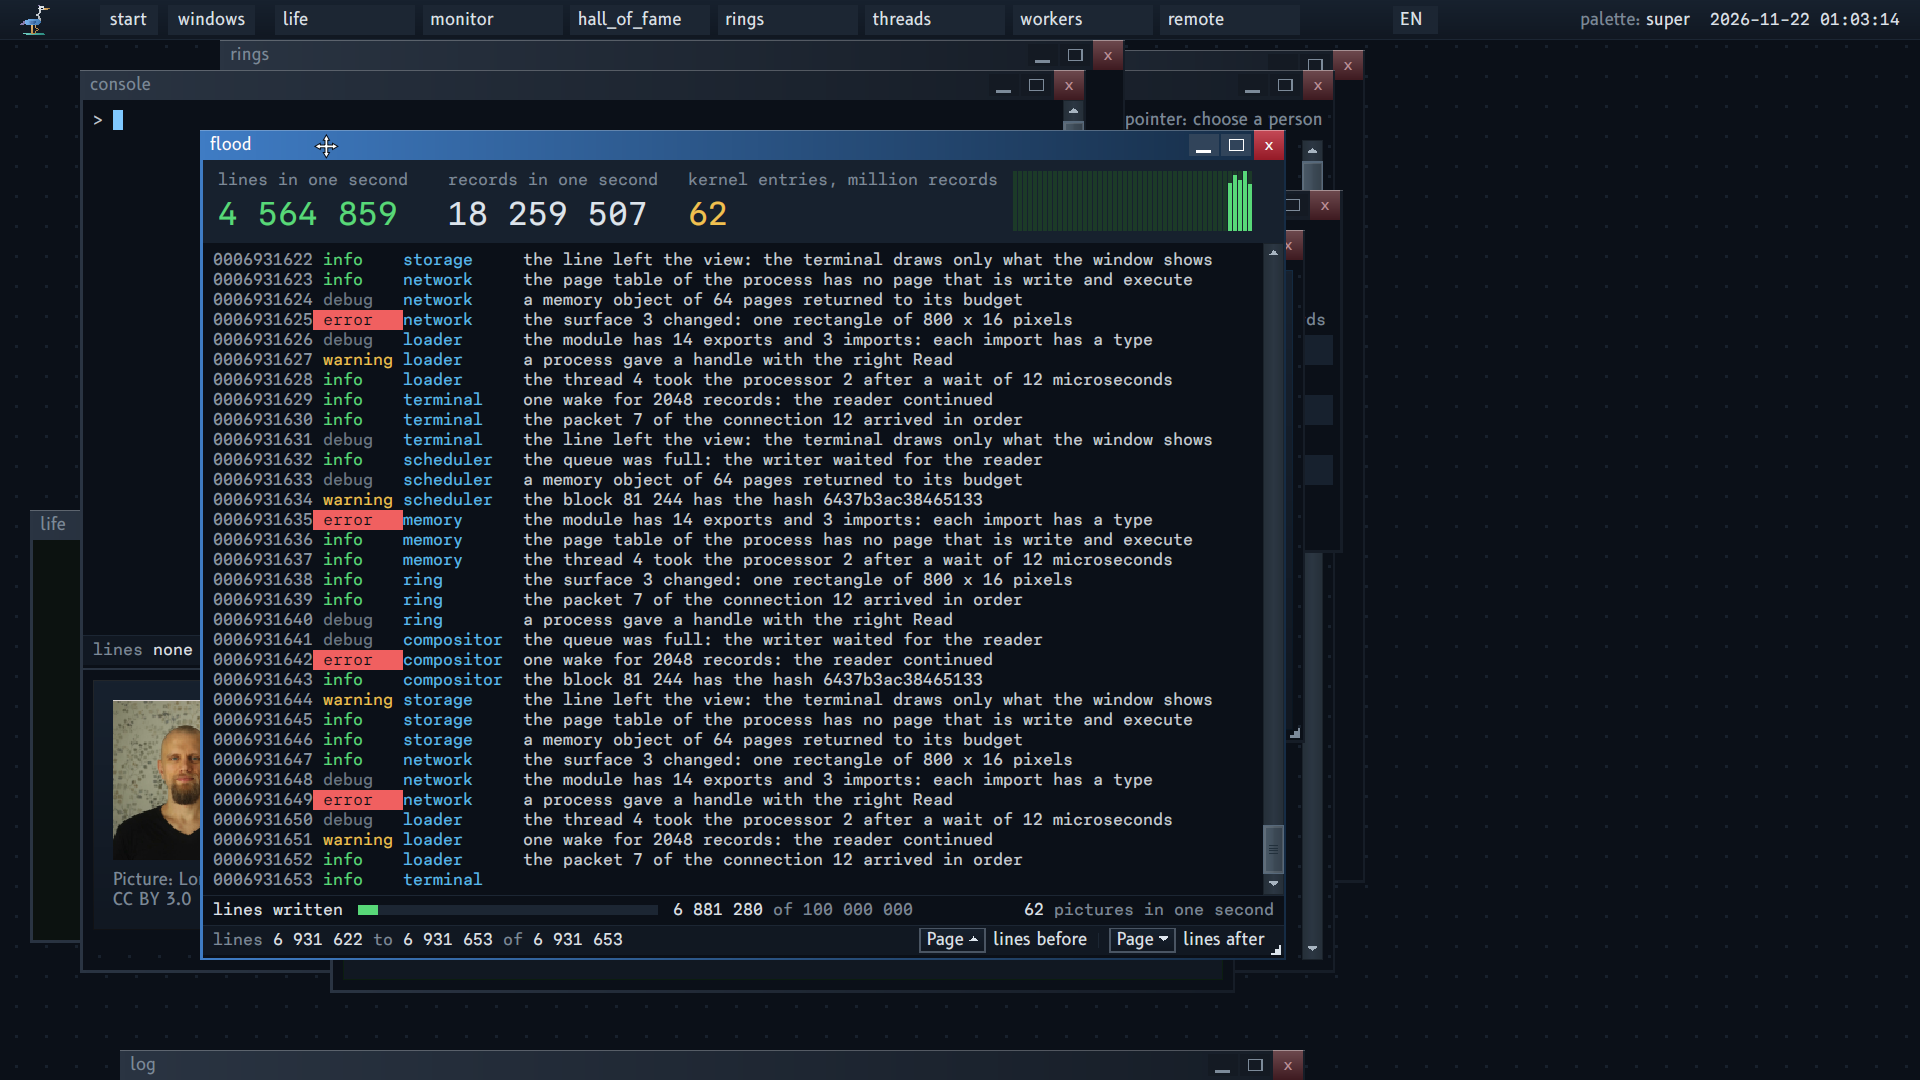 start windows life monitor hall_of_fame rings threads workers remote EN palette: super 2026-11-22 01:03:14
rings
console
x
x
x
x
>
pointer: choose a person
flood
x
lines in one second records in one second kernel entries, million records
4 564 859 18 259 507 62
x
x
0006931622 info storage the line left the view: the terminal draws only what the window shows
0006931623 info network the page table of the process has no page that is write and execute
0006931624 debug network a memory object of 64 pages returned to its budget
0006931625 error network the surface 3 changed: one rectangle of 800 x 16 pixels
ds
0006931626 debug loader the module has 14 exports and 3 imports: each import has a type
0006931627 warning loader a process gave a handle with the right Read
0006931628 info loader the thread 4 took the processor 2 after a wait of 12 microseconds
0006931629 info terminal one wake for 2048 records: the reader continued
0006931630 info terminal the packet 7 of the connection 12 arrived in order
0006931631 debug terminal the line left the view: the terminal draws only what the window shows
0006931632 info scheduler the queue was full: the writer waited for the reader
0006931633 debug scheduler a memory object of 64 pages returned to its budget
0006931634 warning scheduler the block 81 244 has the hash 6437b3ac38465133
0006931635 error memory the module has 14 exports and 3 imports: each import has a type
life
0006931636 info memory the page table of the process has no page that is write and execute
0006931637 info memory the thread 4 took the processor 2 after a wait of 12 microseconds
0006931638 info ring the surface 3 changed: one rectangle of 800 x 16 pixels
0006931639 info ring the packet 7 of the connection 12 arrived in order
0006931640 debug ring a process gave a handle with the right Read
0006931641 debug compositor the queue was full: the writer waited for the reader
lines none
0006931642 error compositor one wake for 2048 records: the reader continued
0006931643 info compositor the block 81 244 has the hash 6437b3ac38465133
0006931644 warning storage the line left the view: the terminal draws only what the window shows
0006931645 info storage the page table of the process has no page that is write and execute
0006931646 info storage a memory object of 64 pages returned to its budget
0006931647 info network the surface 3 changed: one rectangle of 800 x 16 pixels
0006931648 debug network the module has 14 exports and 3 imports: each import has a type
0006931649 error network a process gave a handle with the right Read
0006931650 debug loader the thread 4 took the processor 2 after a wait of 12 microseconds
0006931651 warning loader one wake for 2048 records: the reader continued
0006931652 info loader the packet 7 of the connection 12 arrived in order
0006931653 info terminal
Picture: Lo
CC BY 3.0
lines written 6 881 280 of 100 000 000 62 pictures in one second
lines 6 931 622 to 6 931 653 of 6 931 653 Page lines before Page lines after
log
x